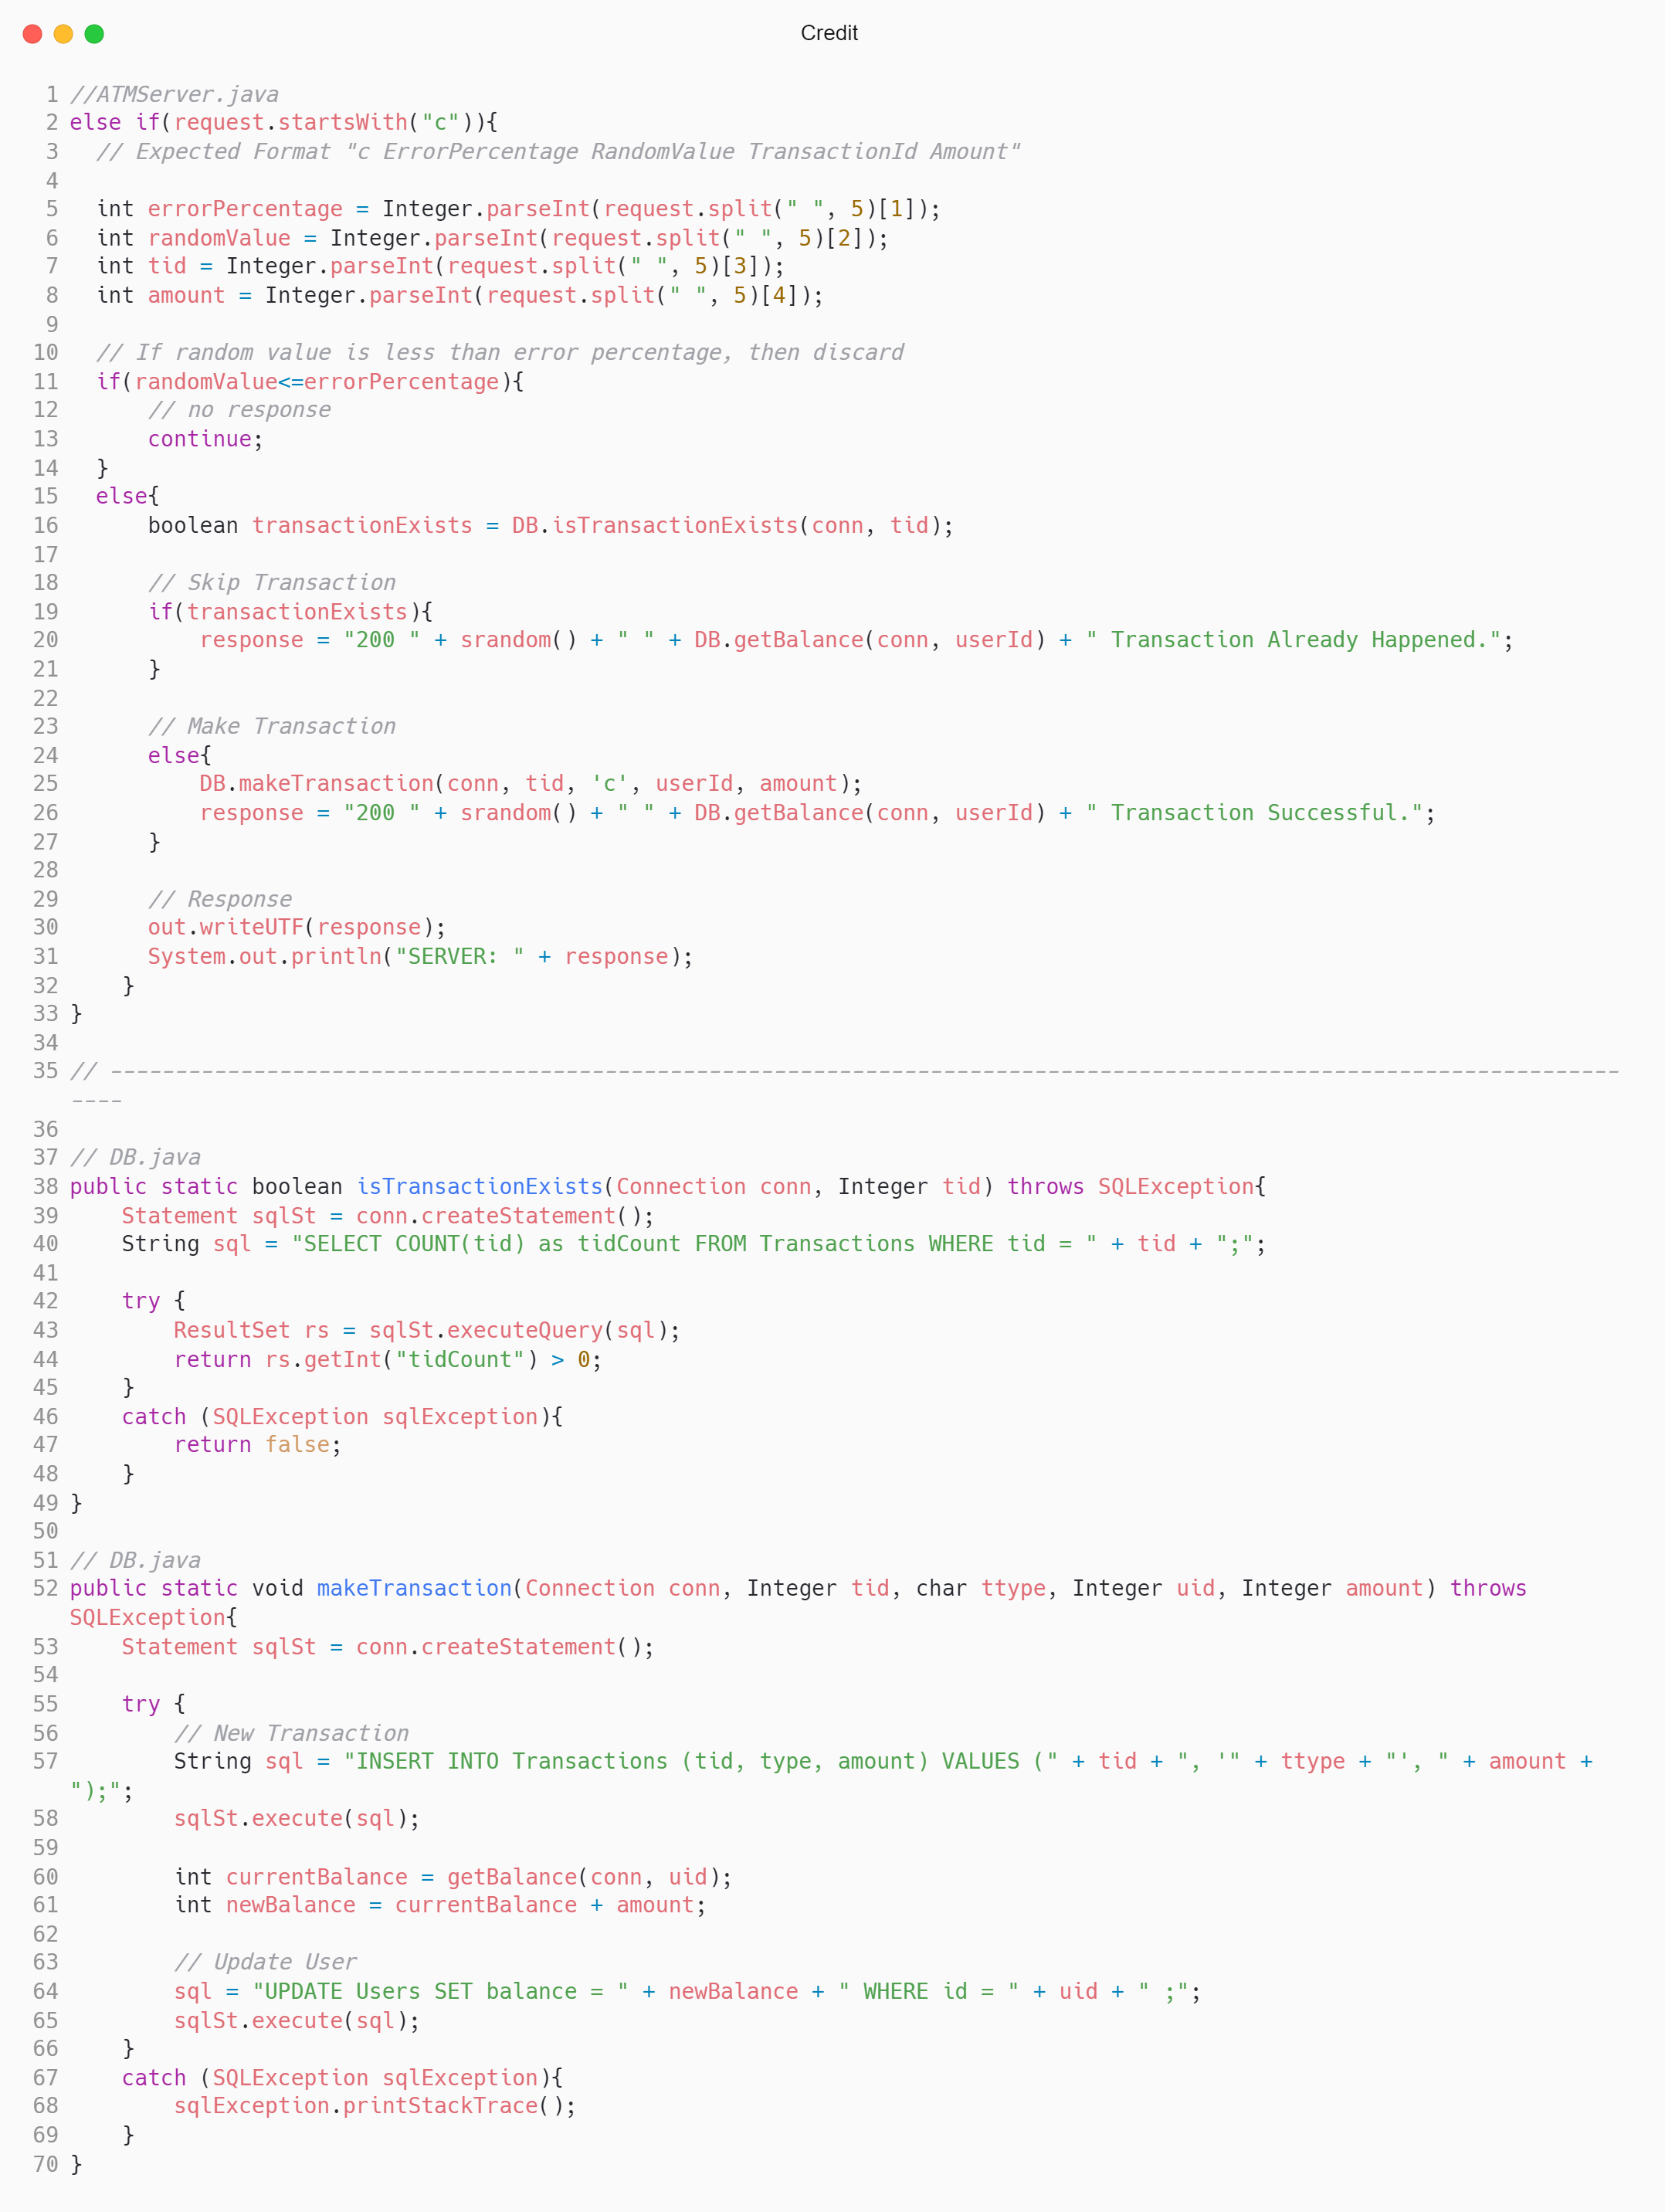 Credit
1 //ATMServer.java
2 else if(request.startsWith("c")){
3   // Expected Format "c ErrorPercentage RandomValue TransactionId Amount"
4
5   int errorPercentage = Integer.parseInt(request.split(" ", 5)[1]);
6   int randomValue = Integer.parseInt(request.split(" ", 5)[2]);
7   int tid = Integer.parseInt(request.split(" ", 5)[3]);
8   int amount = Integer.parseInt(request.split(" ", 5)[4]);
9
10   // If random value is less than error percentage, then discard
11   if(randomValue<=errorPercentage){
12       // no response
13       continue;
14   }
15   else{
16       boolean transactionExists = DB.isTransactionExists(conn, tid);
17
18       // Skip Transaction
19       if(transactionExists){
20           response = "200 " + srandom() + " " + DB.getBalance(conn, userId) + " Transaction Already Happened.";
21       }
22
23       // Make Transaction
24       else{
25           DB.makeTransaction(conn, tid, 'c', userId, amount);
26           response = "200 " + srandom() + " " + DB.getBalance(conn, userId) + " Transaction Successful.";
27       }
28
29       // Response
30       out.writeUTF(response);
31       System.out.println("SERVER: " + response);
32     }
33 }
34
35 // --------------------------------------------------------------------------------------------------------------------
----
36
37 // DB.java
38 public static boolean isTransactionExists(Connection conn, Integer tid) throws SQLException{
39     Statement sqlSt = conn.createStatement();
40     String sql = "SELECT COUNT(tid) as tidCount FROM Transactions WHERE tid = " + tid + ";";
41
42     try {
43         ResultSet rs = sqlSt.executeQuery(sql);
44         return rs.getInt("tidCount") > 0;
45     }
46     catch (SQLException sqlException){
47         return false;
48     }
49 }
50
51 // DB.java
52 public static void makeTransaction(Connection conn, Integer tid, char ttype, Integer uid, Integer amount) throws
SQLException{
53     Statement sqlSt = conn.createStatement();
54
55     try {
56         // New Transaction
57         String sql = "INSERT INTO Transactions (tid, type, amount) VALUES (" + tid + ", '" + ttype + "', " + amount +
");";
58         sqlSt.execute(sql);
59
60         int currentBalance = getBalance(conn, uid);
61         int newBalance = currentBalance + amount;
62
63         // Update User
64         sql = "UPDATE Users SET balance = " + newBalance + " WHERE id = " + uid + " ;";
65         sqlSt.execute(sql);
66     }
67     catch (SQLException sqlException){
68         sqlException.printStackTrace();
69     }
70 }